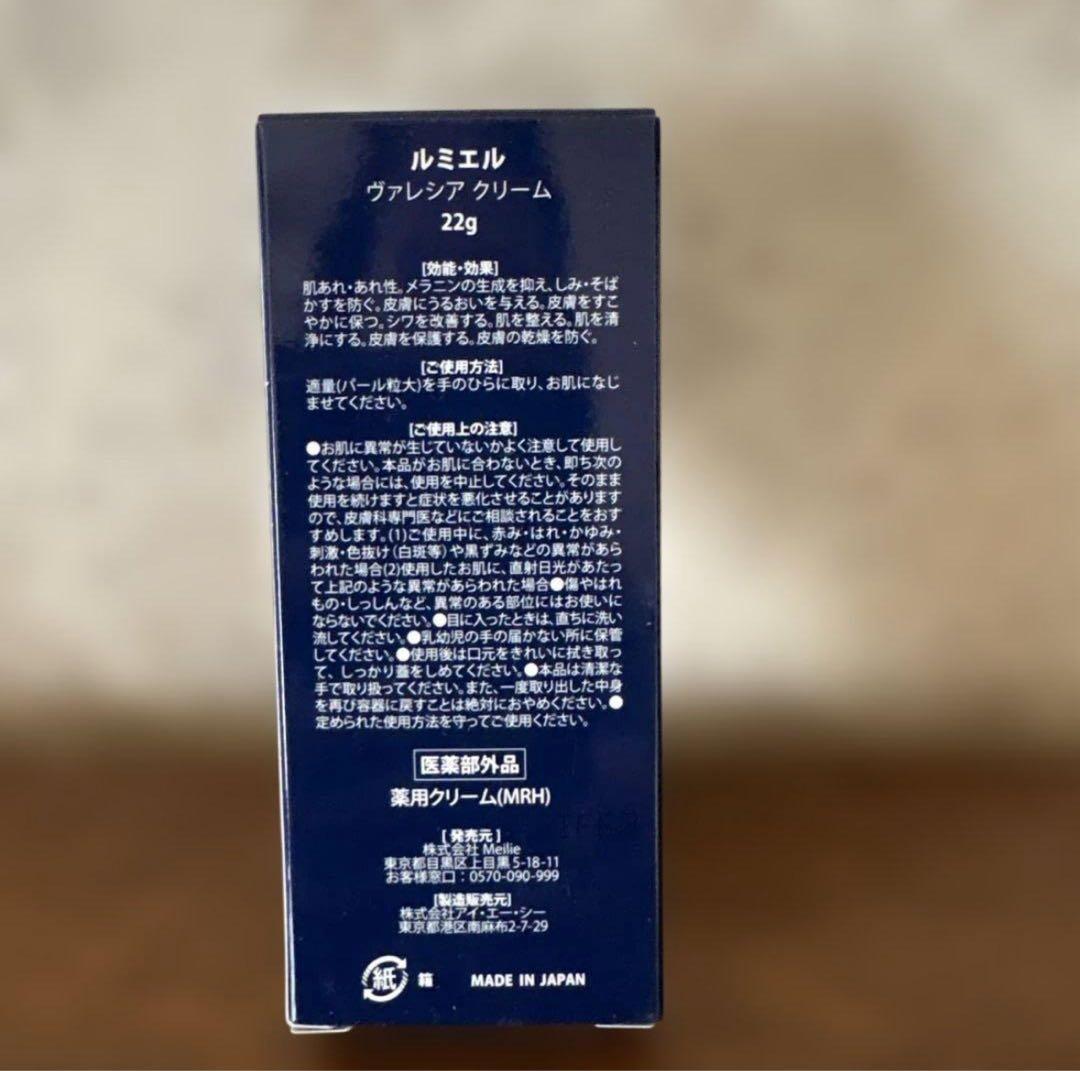 ルミエル
ヴァレシア クリーム
22g
[効能・効果]
肌あれ・あれ性。メラニンの生成を抑え、しみ・そば
かすを防ぐ。皮膚にうるおいを与える。皮膚をすこ
やかに保つ。シワを改善する。肌を整える。肌を清
浄にする。皮膚を保護する。皮膚の乾燥を防ぐ。
[ご使用方法]
適量(パール粒大)を手のひらに取り、お肌になじ
ませてください。
[ご使用上の注意]
●お肌に異常が生じていないかよく注意して使用し
てください。本品がお肌に合わないとき、即ち次の
ような場合には、使用を中止してください。そのまま
使用を続けますと症状を悪化させることがあります
ので、皮膚科専門医などにご相談されることをおす
すめします。(1)ご使用中に、赤み・はれ・かゆみ・
刺激・色抜け(白斑等)や黒ずみなどの異常があら
われた場合(2)使用したお肌に、直射日光があたっ
て上記のような異常があらわれた場合●傷やはれ
もの・しっしんなど、異常のある部位にはお使いに
ならないでください。●目に入ったときは、直ちに洗い
流してください。●乳幼児の手の届かない所に保管
してください。●使用後は口元をきれいに拭き取っ
て、しっかり蓋をしめてください。●本品は清潔な
手で取り扱ってください。また、一度取り出した中身
を再び容器に戻すことは絶対におやめください。●
定められた使用方法を守ってご使用ください。
医薬部外品
薬用クリーム(MRH)
[発売元]
株式会社 Meilie
東京都目黒区上目黒5-18-11
お客様窓口：0570-090-999
[製造販売元]
株式会社アイ・エー・シー
東京都港区南麻布2-7-29
紙 箱 MADE IN JAPAN